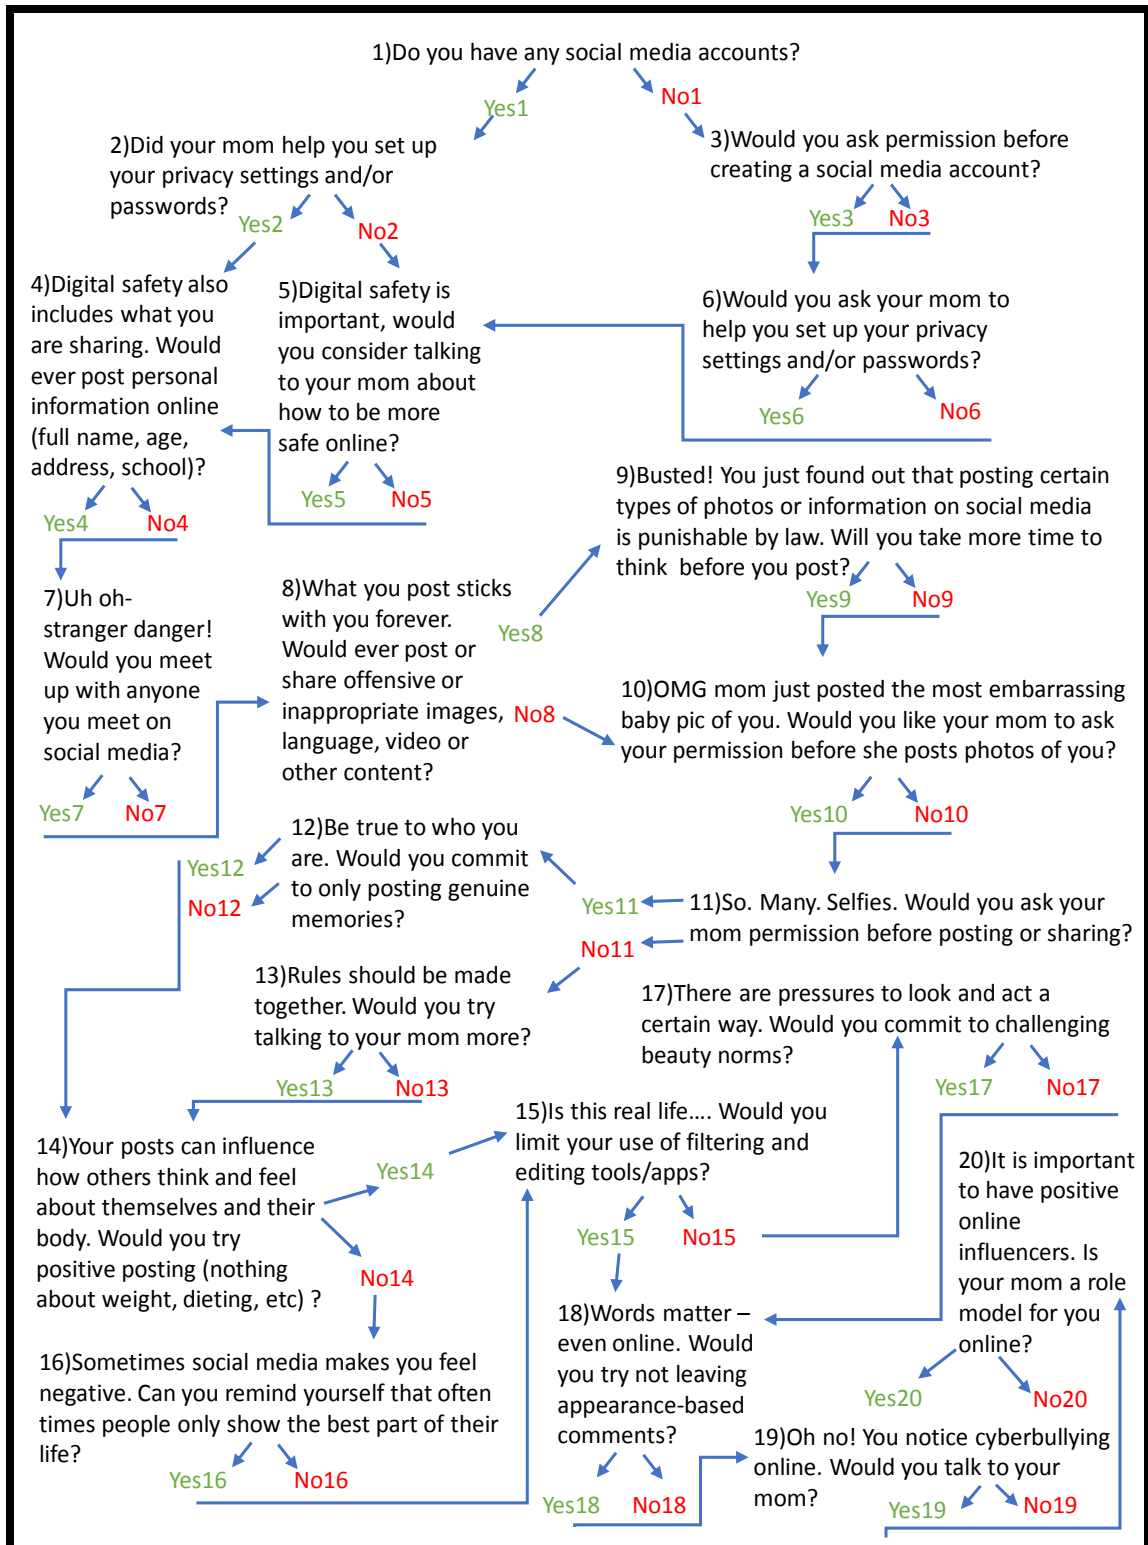 1)Do you have any social media accounts?
Yes1
No1
2)Did your mom help you set up
your privacy settings and/or
passwords?
Yes2
No2
3)Would you ask permission before
creating a social media account?
Yes3
No3
4)Digital safety also
includes what you
are sharing. Would
ever post personal
information online
(full name, age,
address, school)?
Yes4
No4
5)Digital safety is
important, would
you consider talking
to your mom about
how to be more
safe online?
Yes5
No5
6)Would you ask your mom to
help you set up your privacy
settings and/or passwords?
Yes6
No6
7)Uh oh-
stranger danger!
Would you meet
up with anyone
you meet on
social media?
Yes7
No7
8)What you post sticks
with you forever.
Would ever post or
share offensive or
inappropriate images,
language, video or
other content?
Yes8
No8
9)Busted! You just found out that posting certain
types of photos or information on social media
is punishable by law. Will you take more time to
think before you post?
Yes9
No9
10)OMG mom just posted the most embarrassing
baby pic of you. Would you like your mom to ask
your permission before she posts photos of you?
Yes10
No10
11)So. Many. Selfies. Would you ask your
mom permission before posting or sharing?
Yes11
No11
12)Be true to who you
are. Would you commit
to only posting genuine
memories?
Yes12
No12
13)Rules should be made
together. Would you try
talking to your mom more?
Yes13
No13
14)Your posts can influence
how others think and feel
about themselves and their
body. Would you try
positive posting (nothing
about weight, dieting, etc) ?
Yes14
No14
15)Is this real life…. Would you
limit your use of filtering and
editing tools/apps?
Yes15
No15
16)Sometimes social media makes you feel
negative. Can you remind yourself that often
times people only show the best part of their
life?
Yes16
No16
17)There are pressures to look and act a
certain way. Would you commit to challenging
beauty norms?
Yes17
No17
18)Words matter –
even online. Would
you try not leaving
appearance-based
comments?
Yes18
No18
19)Oh no! You notice cyberbullying
online. Would you talk to your
mom?
Yes19
No19
20)It is important
to have positive
online
influencers. Is
your mom a role
model for you
online?
Yes20
No20